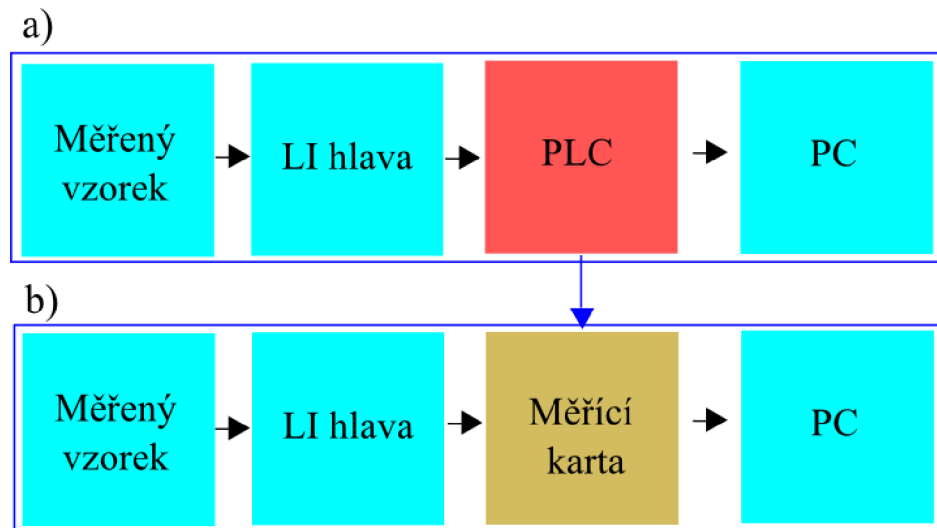 a)
Měřený
vzorek
LI hlava
PLC
PC
b)
Měřený
vzorek
LI hlava
Měřící
karta
PC